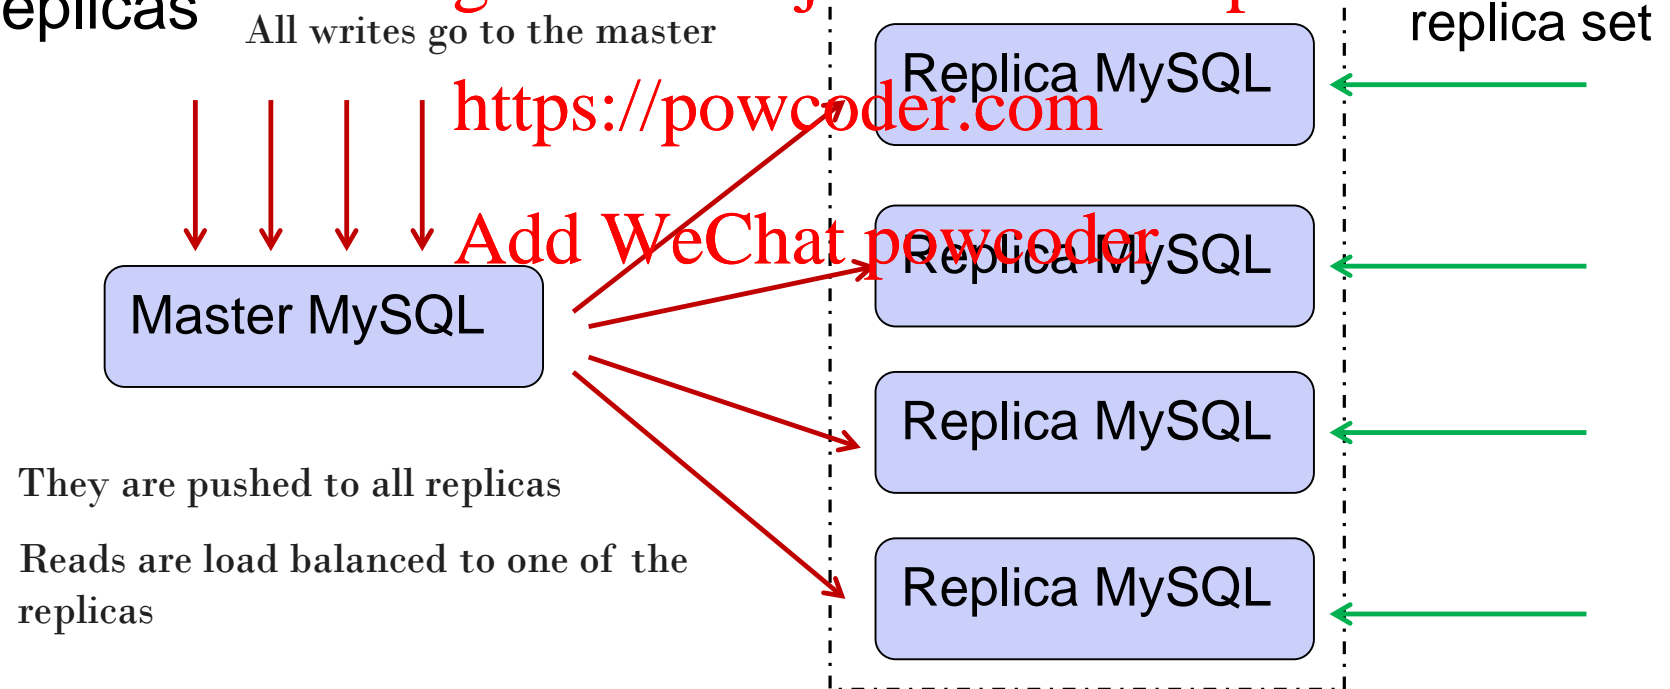 replica set
All writes go to the master
Replica MySQL
https://powcoder.com
Add WeChat powcoder
Replica MySQL
Master MySQL
Replica MySQL
They are pushed to all replicas
Reads are load balanced to one of the
replicas
Replica MySQL